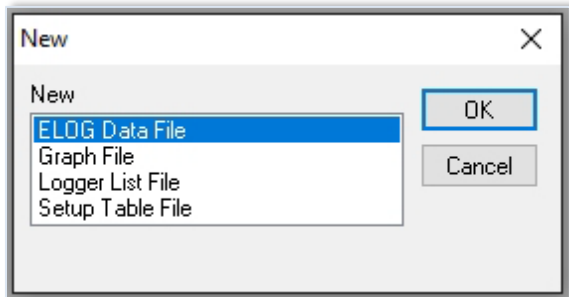 New
New
ELOG Data File
Graph File
Logger List File
Setup Table File
OK
Cancel